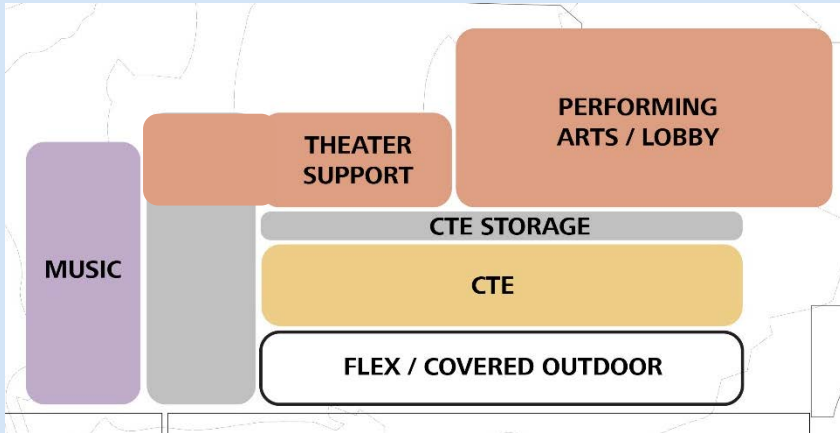 PERFORMING
ARTS / LOBBY
THEATER
SUPPORT
CTE STORAGE
MUSIC
CTE
FLEX / COVERED OUTDOOR